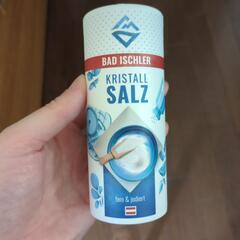 BAD ISCHLER
KRISTALL
SALZ
fein & jodiert